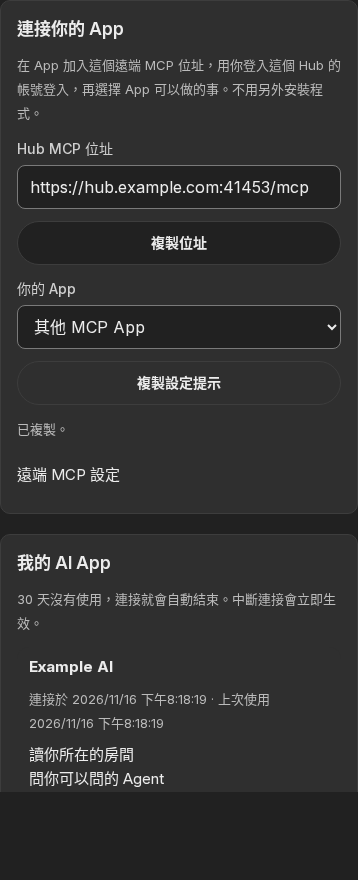 連接你的 App
在 App 加入這個遠端 MCP 位址，用你登入這個 Hub 的
帳號登入，再選擇 App 可以做的事。不用另外安裝程
式。
Hub MCP 位址
https://hub.example.com:41453/mcp
複製位址
你的 App
其他 MCP App
複製設定提示
已複製。
遠端 MCP 設定
我的 AI App
30 天沒有使用，連接就會自動結束。中斷連接會立即生
效。
Example AI
連接於 2026/11/16 下午8:18:19 · 上次使用
2026/11/16 下午8:18:19
讀你所在的房間
問你可以問的 Agent